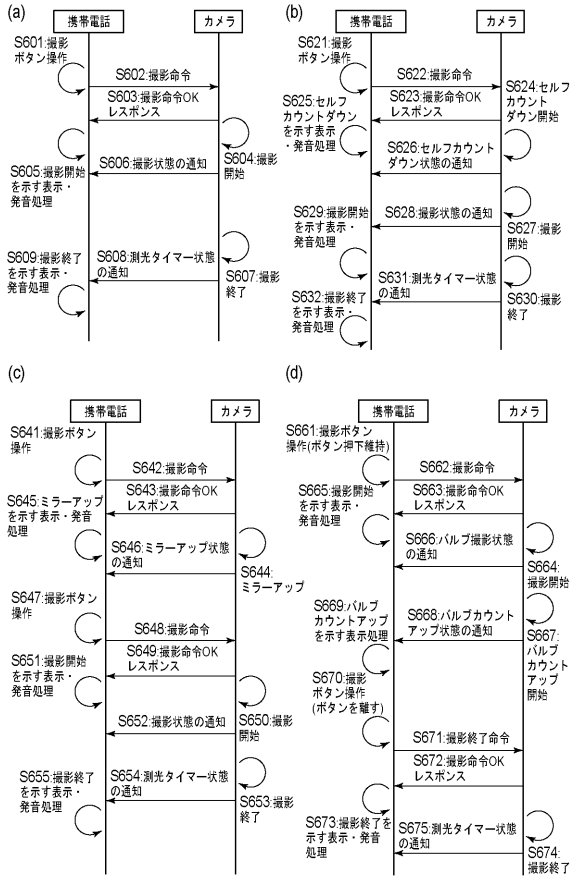 (a)
携帯電話
カメラ
S601:撮影
ボタン操作
S602:撮影命令
S603:撮影命令OK
レスポンス
S604:撮影
開始
S605:撮影開始
を示す表示・
発音処理
S606:撮影状態の通知
S609:撮影終了
を示す表示・
発音処理
S608:測光タイマー状態
の通知
S607:撮影
終了
(b)
携帯電話
カメラ
S621:撮影
ボタン操作
S622:撮影命令
S623:撮影命令OK
レスポンス
S624:セルフ
カウント
ダウン開始
S625:セルフ
カウントダウン
を示す表示
・発音処理
S626:セルフカウント
ダウン状態の通知
S629:撮影開始
を示す表示・
発音処理
S628:撮影状態の通知
S627:撮影
開始
S631:測光タイマー状態
の通知
S632:撮影終了
を示す表示・
発音処理
S630:撮影
終了
(c)
携帯電話
カメラ
S641:撮影ボタン
操作
S642:撮影命令
S643:撮影命令OK
レスポンス
S645:ミラーアップ
を示す表示・発音
処理
S646:ミラーアップ状態
の通知
S644:
ミラーアップ
S647:撮影ボタン
操作
S648:撮影命令
S649:撮影命令OK
レスポンス
S651:撮影開始
を示す表示・
発音処理
S652:撮影状態の通知
S650:撮影
開始
S655:撮影終了
を示す表示・
発音処理
S654:測光タイマー状態
の通知
S653:撮影
終了
(d)
携帯電話
カメラ
S661:撮影ボタン
操作(ボタン押下維持)
S662:撮影命令
S663:撮影命令OK
レスポンス
S665:撮影開始
を示す表示・
発音処理
S666:バルブ撮影状態
の通知
S664:
撮影開始
S669:バルブ
カウントアップ
を示す表示処理
S668:バルブカウント
アップ状態の通知
S667:
バルブ
カウント
アップ
開始
S670:撮影
ボタン操作
(ボタンを離す)
S671:撮影終了命令
S672:撮影命令OK
レスポンス
S673:撮影終了を
示す表示・発音
処理
S675:測光タイマー状態
の通知
S674:
撮影終了